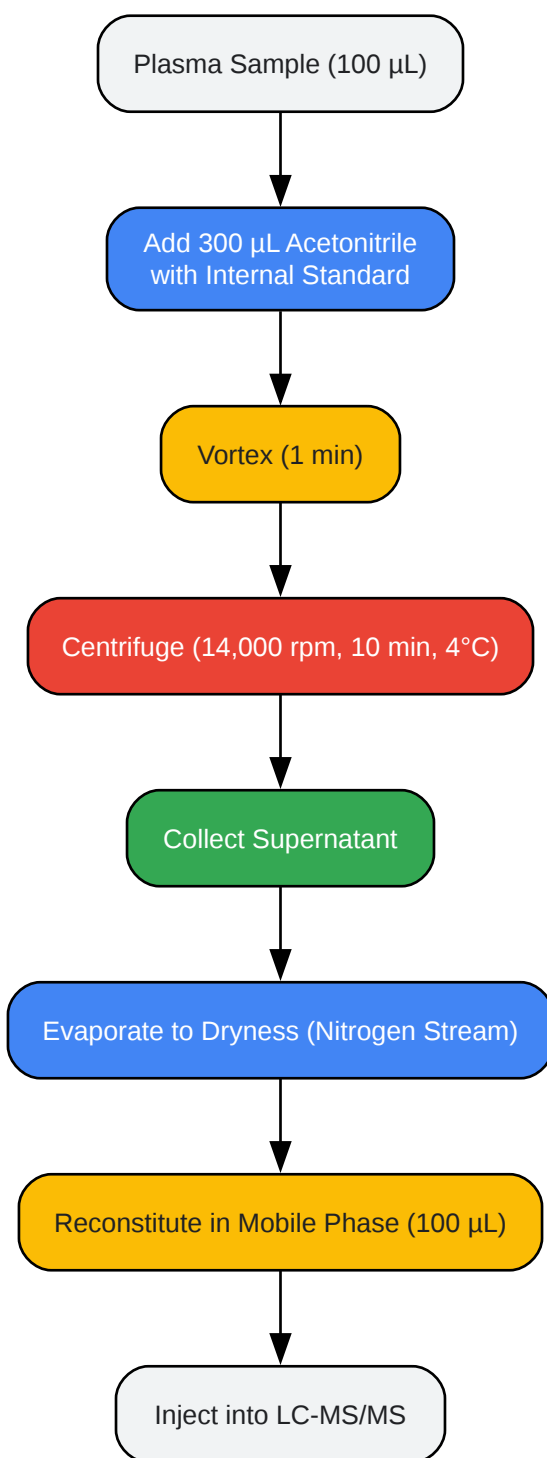 Plasma Sample (100 µL)
Add 300 µL Acetonitrile
with Internal Standard
Vortex (1 min)
Centrifuge (14,000 rpm, 10 min, 4°C)
Collect Supernatant
Evaporate to Dryness (Nitrogen Stream)
Reconstitute in Mobile Phase (100 µL)
Inject into LC-MS/MS